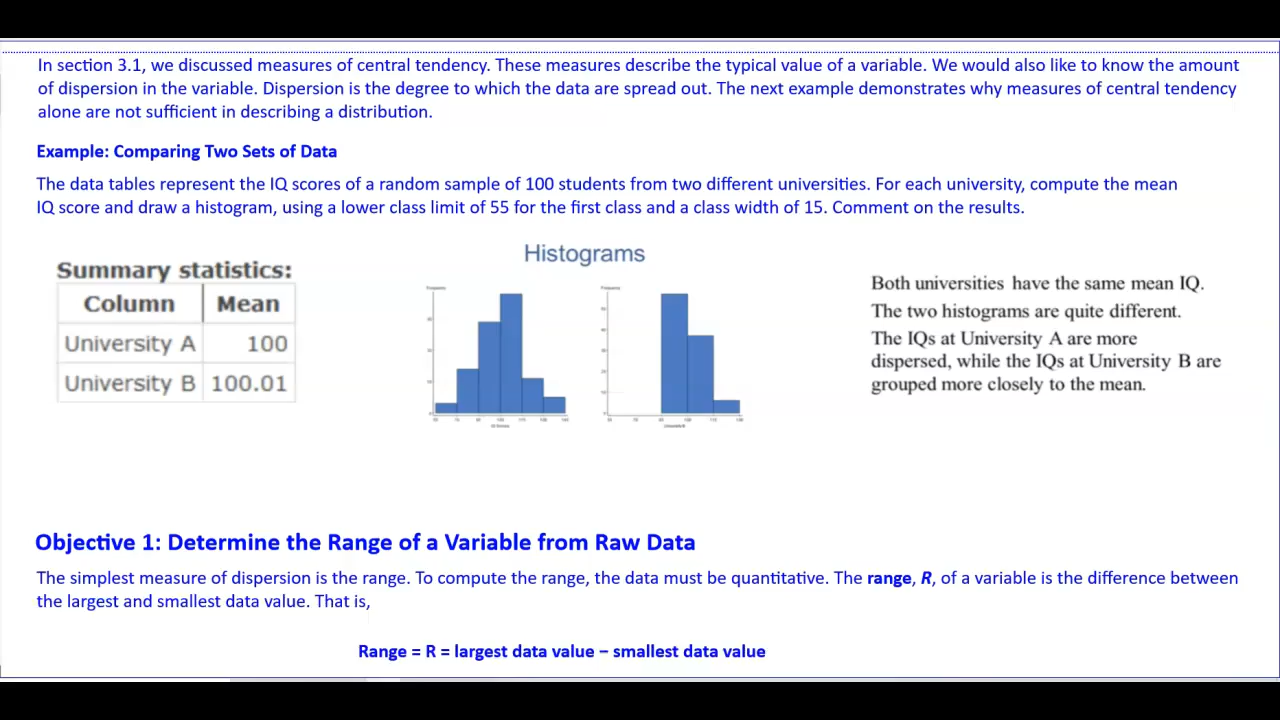 In section 3.1, we discussed measures of central tendency. These measures describe the typical value of a variable. We would also like to know the amount
of dispersion in the variable. Dispersion is the degree to which the data are spread out. The next example demonstrates why measures of central tendency
alone are not sufficient in describing a distribution.
Example: Comparing Two Sets of Data
The data tables represent the IQ scores of a random sample of 100 students from two different universities. For each university, compute the mean
IQ score and draw a histogram, using a lower class limit of 55 for the first class and a class width of 15. Comment on the results.
Summary statistics:
Column Mean
University A 100
University B 100.01
Histograms
Frequency
Frequency
University B
Both universities have the same mean IQ.
The two histograms are quite different.
The IQs at University A are more
dispersed, while the IQs at University B are
grouped more closely to the mean.
Objective 1: Determine the Range of a Variable from Raw Data
The simplest measure of dispersion is the range. To compute the range, the data must be quantitative. The range, R, of a variable is the difference between
the largest and smallest data value. That is,
Range = R = largest data value − smallest data value